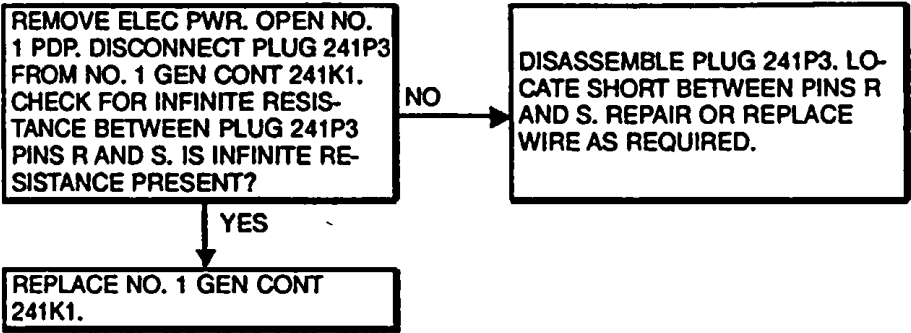 REMOVE ELEC PWR. OPEN NO.
1 PDP. DISCONNECT PLUG 241P3
FROM NO. 1 GEN CONT 241K1.
CHECK FOR INFINITE RESIS-
TANCE BETWEEN PLUG 241P3
PINS R AND S. IS INFINITE RE-
SISTANCE PRESENT?
NO
DISASSEMBLE PLUG 241P3. LO-
CATE SHORT BETWEEN PINS R
AND S. REPAIR OR REPLACE
WIRE AS REQUIRED.
YES
REPLACE NO. 1 GEN CONT
241K1.